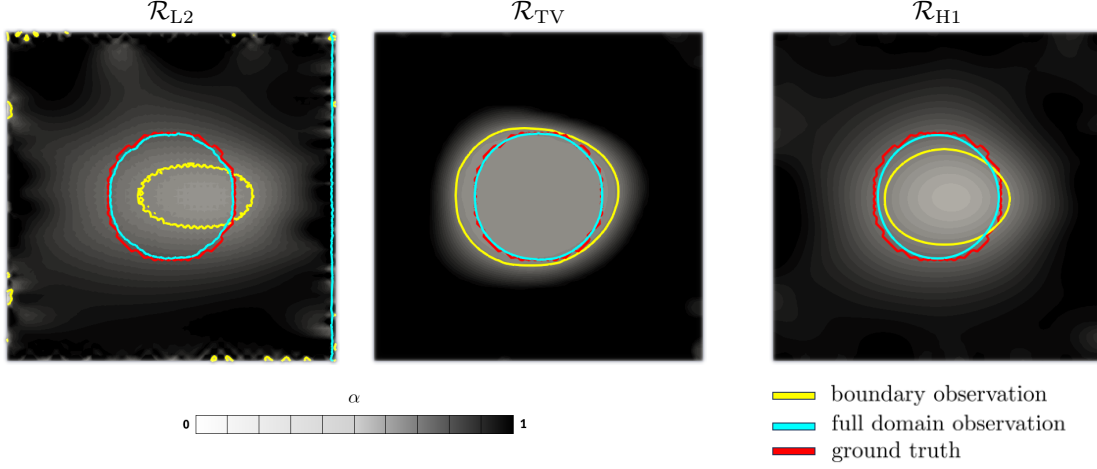 R_L2
R_TV
R_H1
α
0
1
boundary observation
full domain observation
ground truth